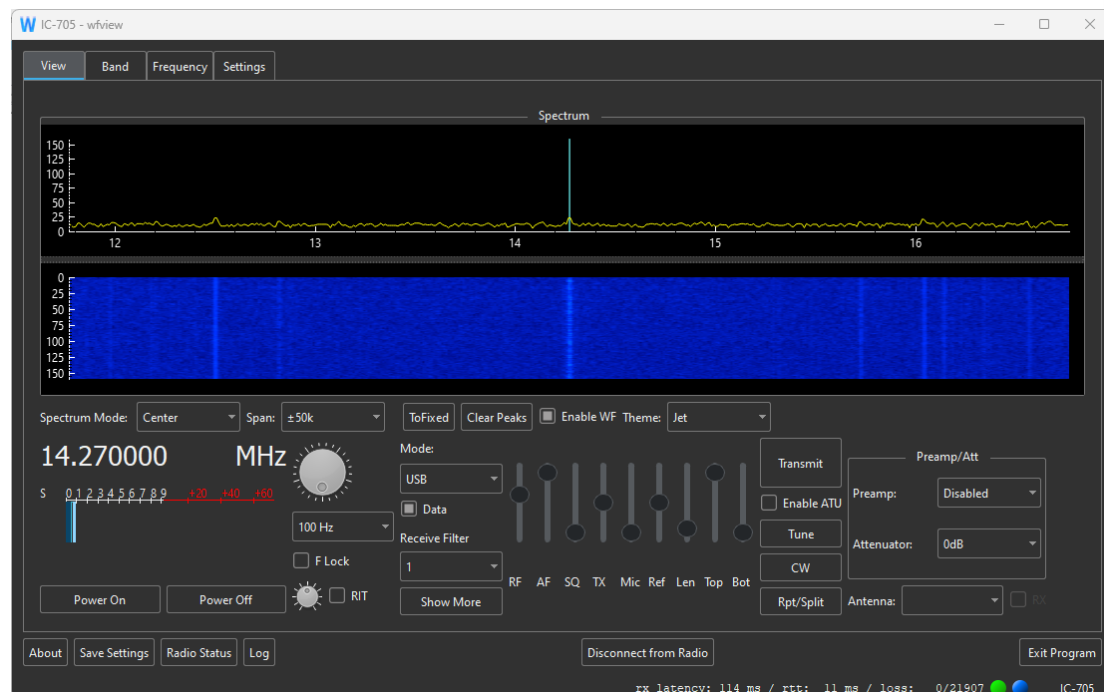 W IC-705 - wfview
View Band Frequency Settings
Spectrum
150
125
100
75
50
25
0
12 13 14 15 16
0
25
50
75
100
125
150
Spectrum Mode: Center Span: ±50k ToFixed Clear Peaks Enable WF Theme: Jet
14.270000 MHz
S 0 1 2 3 4 5 6 7 8 9 +20 +40 +60
100 Hz
F Lock
RIT
Power On Power Off
Mode:
USB
Data
Receive Filter
1
Show More
RF AF SQ TX Mic Ref Len Top Bot
Transmit
Enable ATU
Tune
CW
Rpt/Split
Preamp/Att
Preamp: Disabled
Attenuator: 0dB
Antenna: RX
About Save Settings Radio Status Log Disconnect from Radio Exit Program
rx latency: 114 ms / rtt: 11 ms / loss: 0/21907 IC-705